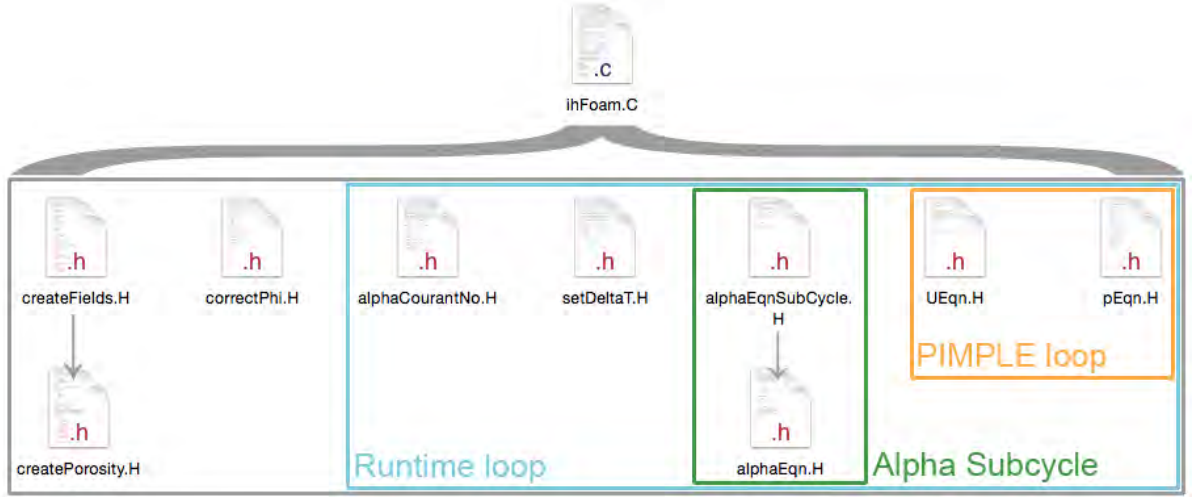 .C
ihFoam.C
.h .h .h .h .h .h .h
createFields.H correctPhi.H alphaCourantNo.H setDeltaT.H alphaEqnSubCycle. UEqn.H pEqn.H
H
PIMPLE loop
.h .h
createPorosity.H Runtime loop alphaEqn.H Alpha Subcycle